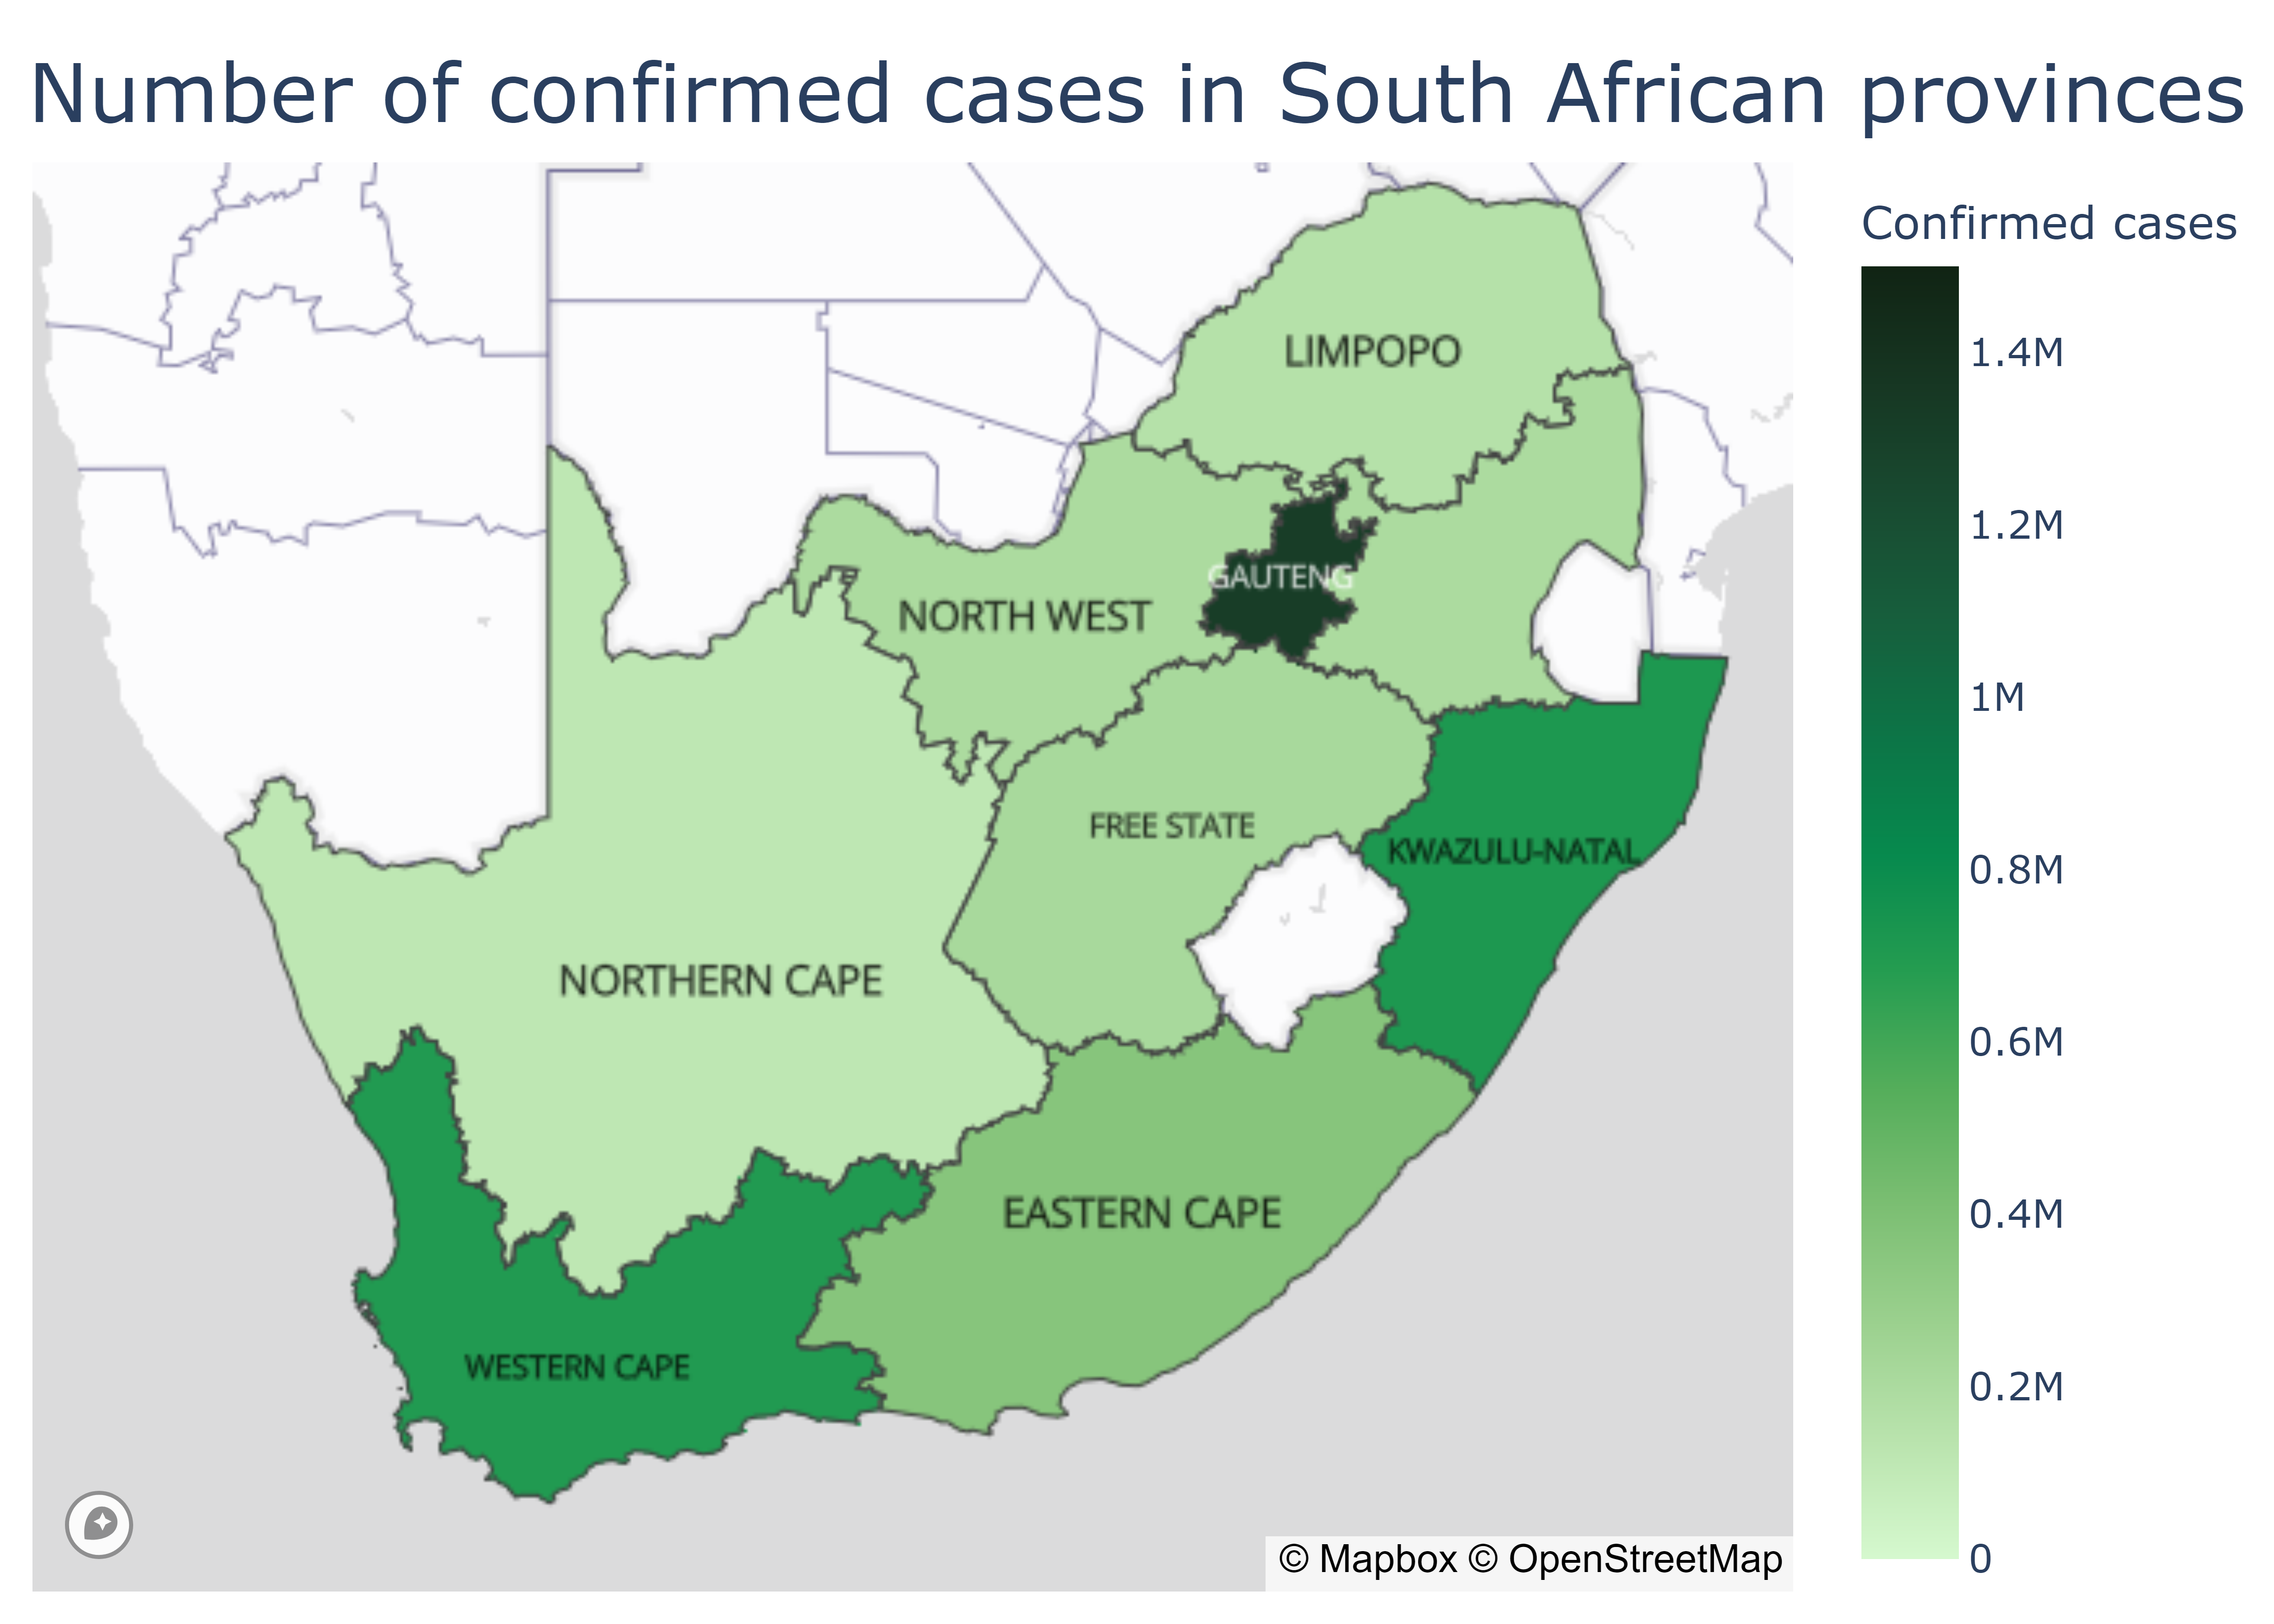 Number of confirmed cases in South African provinces
Confirmed cases
1.4M
1.2M
1M
0.8M
0.6M
0.4M
0.2M
0
LIMPOPO
GAUTENG
NORTH WEST
FREE STATE
KWAZULU-NATAL
NORTHERN CAPE
EASTERN CAPE
WESTERN CAPE
© Mapbox © OpenStreetMap